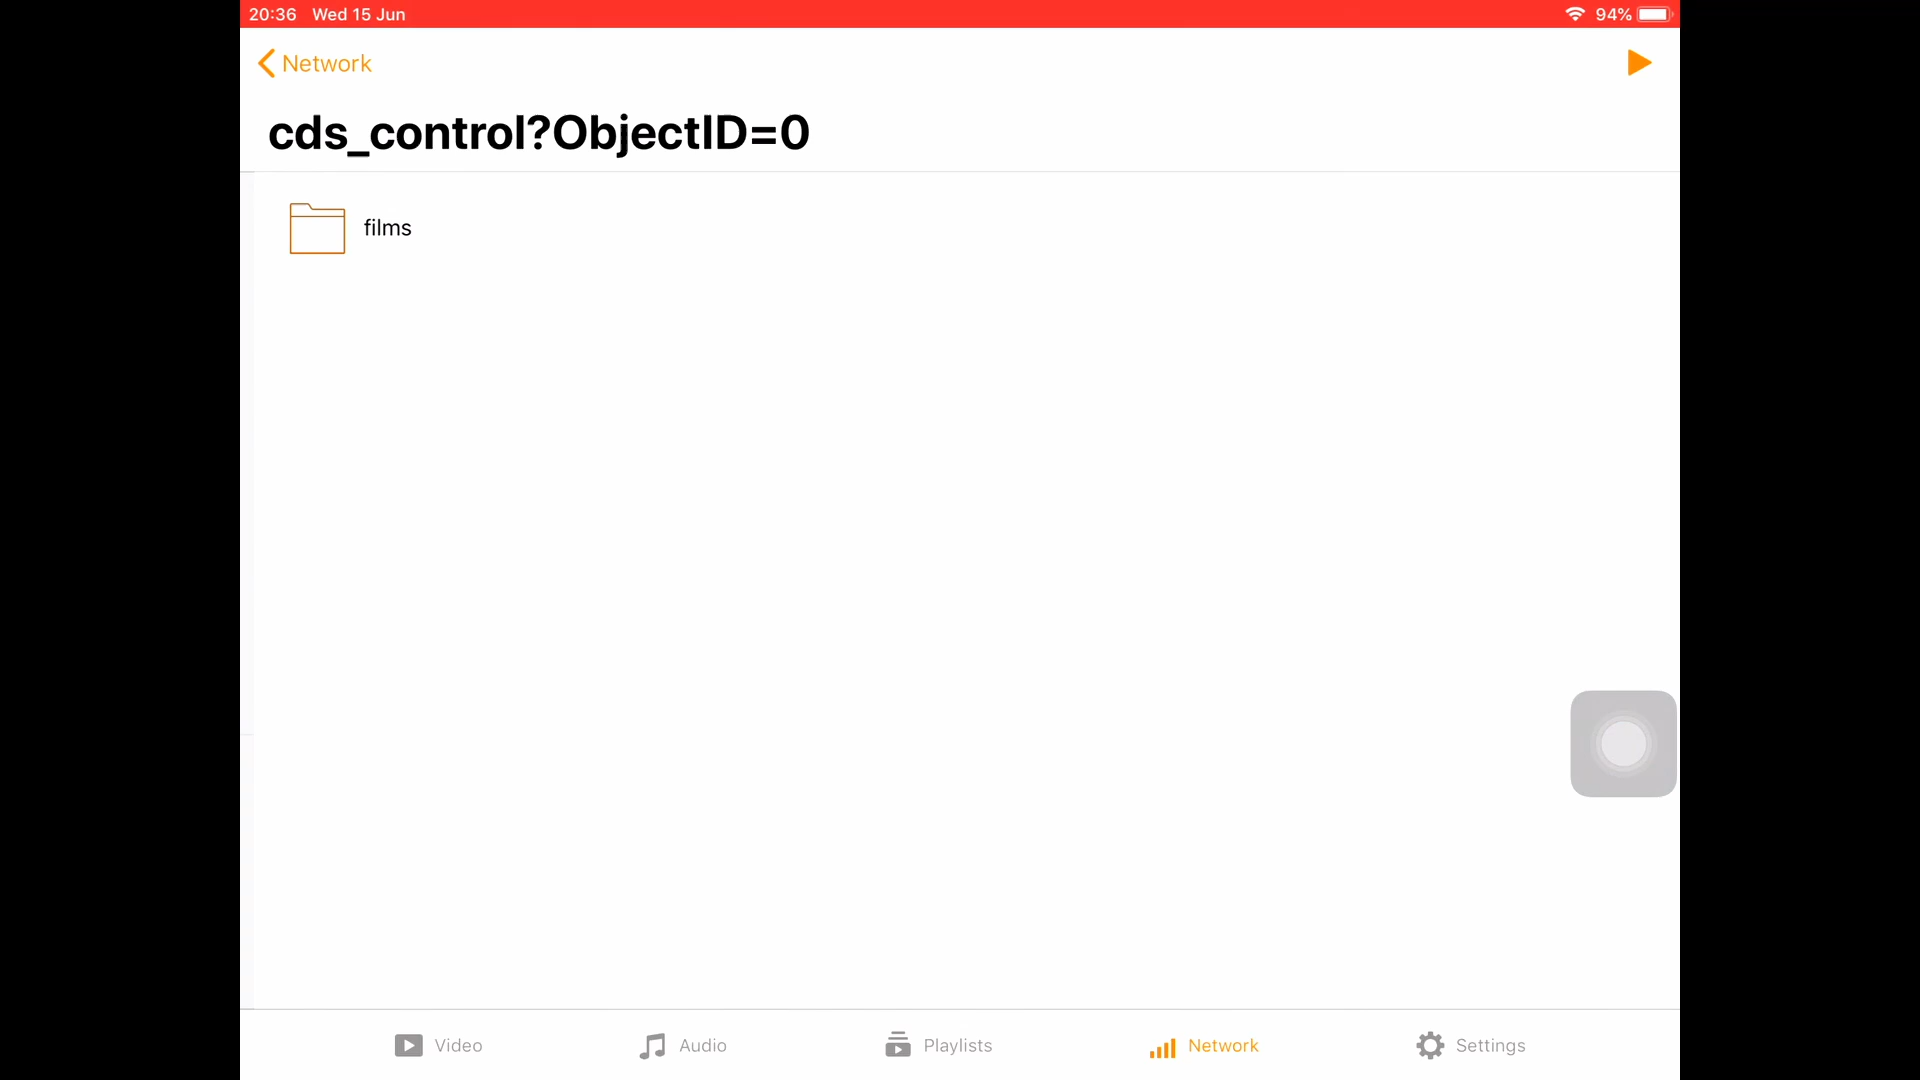 20:36 Wed 15 Jun 94%
Network
cds_control?ObjectID=0
films
Video Audio Playlists Network Settings